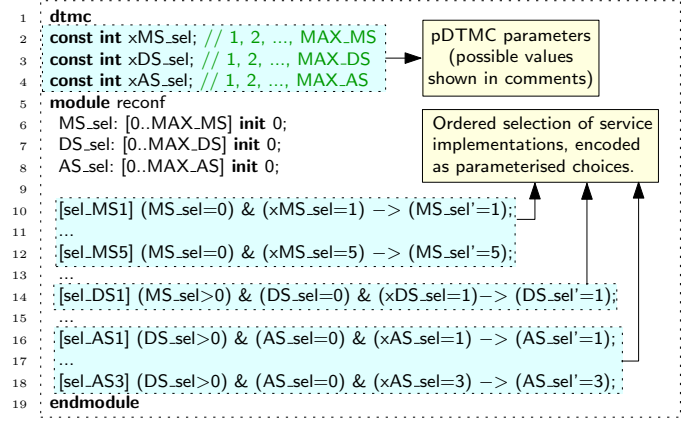 1 dtmc
2 const int xMS_sel; // 1, 2, ..., MAX_MS
3 const int xDS_sel; // 1, 2, ..., MAX_DS
4 const int xAS_sel; // 1, 2, ..., MAX_AS
5 module reconf
6 MS_sel: [0..MAX_MS] init 0;
7 DS_sel: [0..MAX_DS] init 0;
8 AS_sel: [0..MAX_AS] init 0;
9
10 [sel_MS1] (MS_sel=0) & (xMS_sel=1) −> (MS_sel'=1);
11 ...
12 [sel_MS5] (MS_sel=0) & (xMS_sel=5) −> (MS_sel'=5);
13 ...
14 [sel_DS1] (MS_sel>0) & (DS_sel=0) & (xDS_sel=1)−> (DS_sel'=1);
15 ...
16 [sel_AS1] (DS_sel>0) & (AS_sel=0) & (xAS_sel=1) −> (AS_sel'=1);
17 ...
18 [sel_AS3] (DS_sel>0) & (AS_sel=0) & (xAS_sel=3) −> (AS_sel'=3);
19 endmodule
pDTMC parameters
(possible values
shown in comments)
Ordered selection of service
implementations, encoded
as parameterised choices.